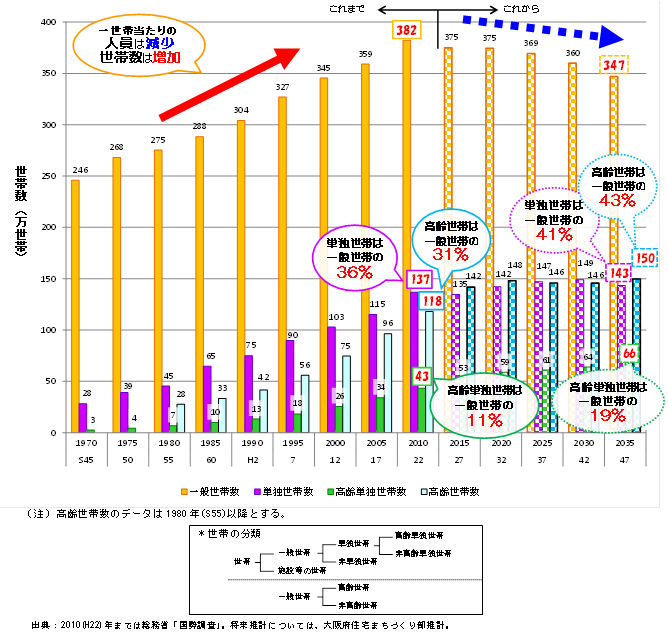 これまで
これから
一世帯当たりの
人員は減少
世帯数は増加
世帯数（万世帯）
400
350
300
250
200
150
100
50
0
246
268
275
288
304
327
345
359
382
375
375
369
360
347
28
39
45
65
75
90
103
115
137
135
142
147
149
143
3
4
7
10
13
18
26
34
43
53
59
61
64
66
28
33
42
56
75
96
118
142
148
146
146
150
単独世帯は
一般世帯の
36%
高齢世帯は
一般世帯の
31%
高齢単独世帯は
一般世帯の
11%
単独世帯は
一般世帯の
41%
高齢世帯は
一般世帯の
43%
高齢単独世帯は
一般世帯の
19%
1970 1975 1980 1985 1990 1995 2000 2005 2010 2015 2020 2025 2030 2035
S45 50 55 60 H2 7 12 17 22 27 32 37 42 47
一般世帯数 単独世帯数 高齢単独世帯数 高齢世帯数
（注）高齢世帯数のデータは1980年(S55)以降とする。
＊世帯の分類
世帯
一般世帯
施設等の世帯
単独世帯
非単独世帯
高齢単独世帯
非高齢単独世帯
一般世帯
高齢世帯
非高齢世帯
出典：2010(H22)年までは総務省「国勢調査」。将来推計については、大阪府住宅まちづくり部推計。